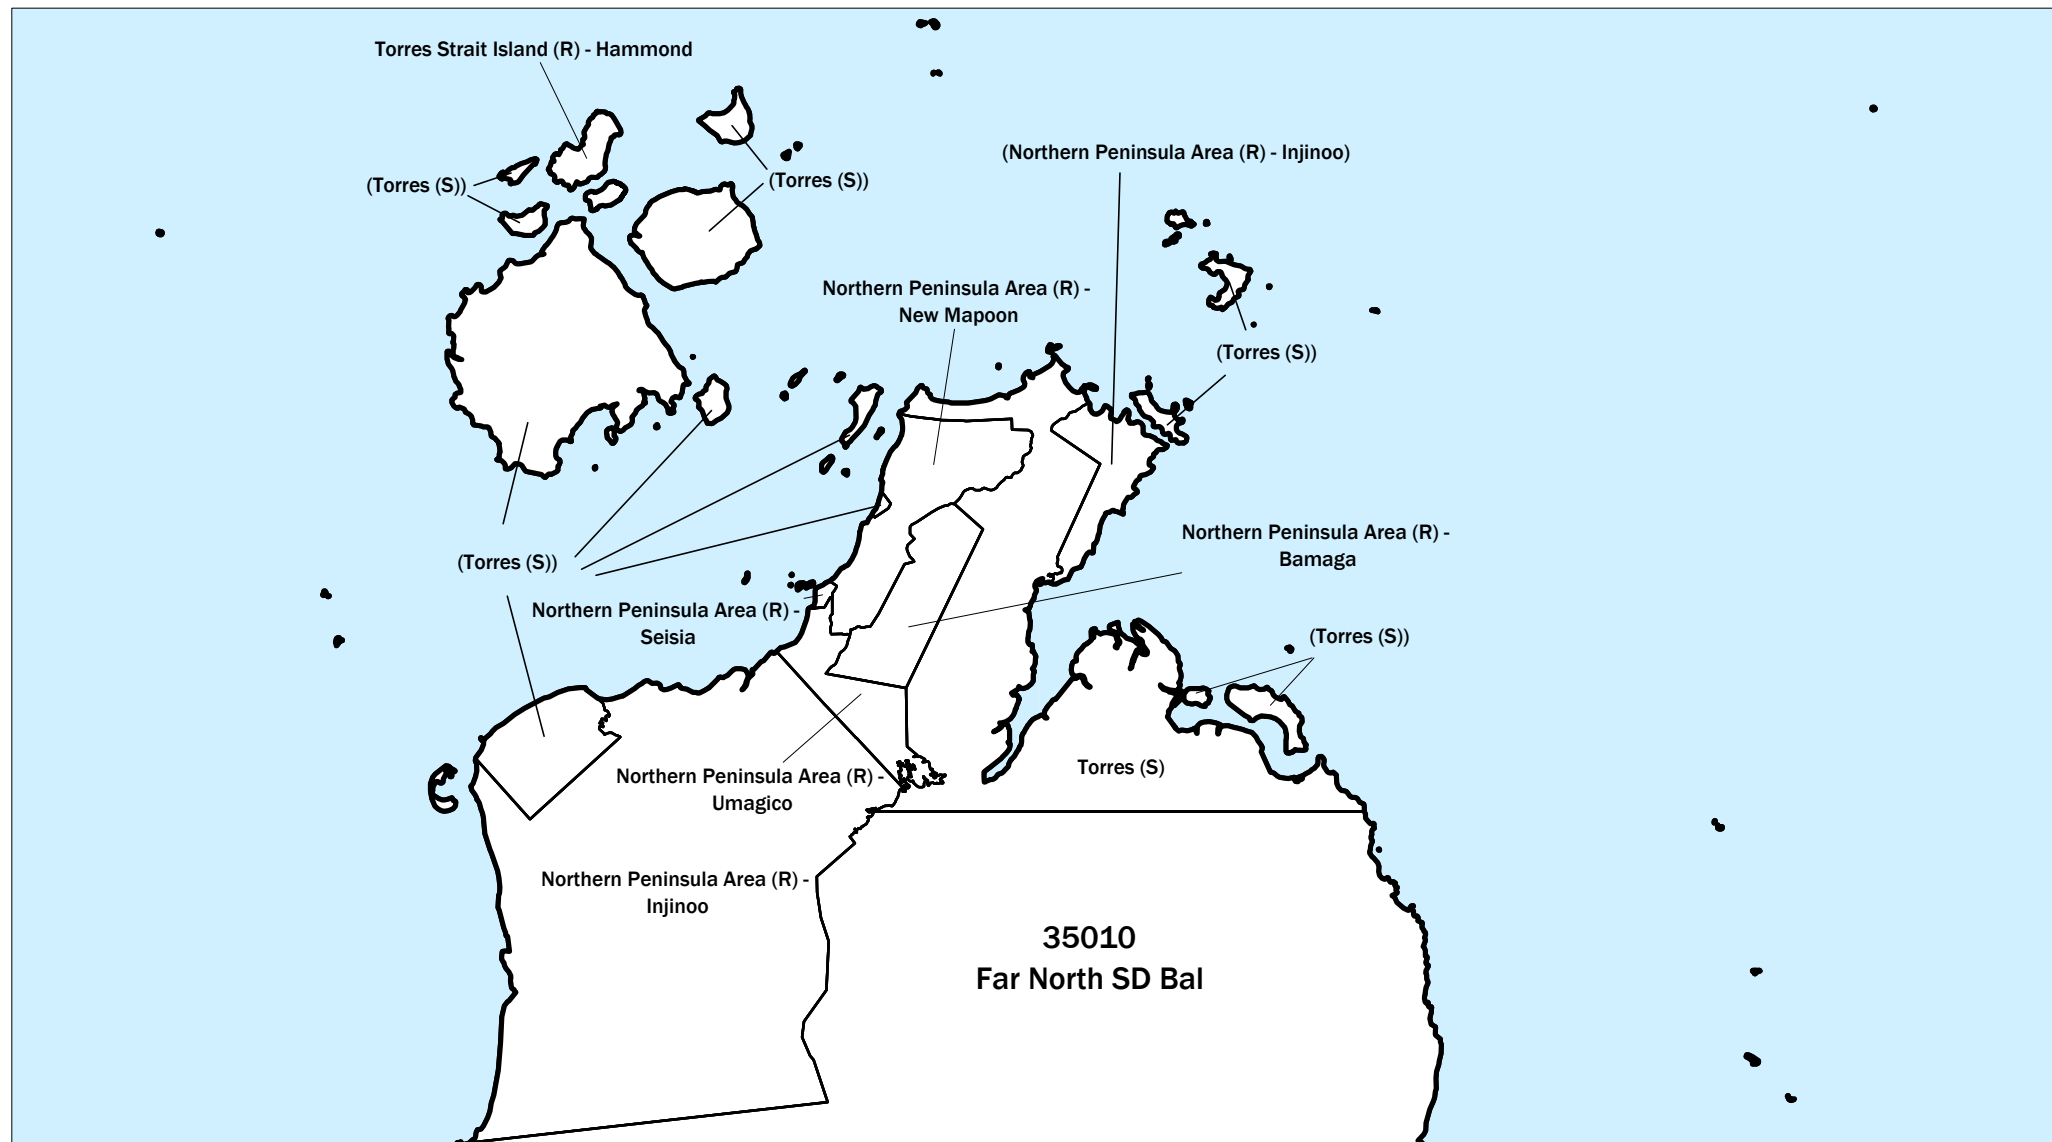 Torres Strait Island (R) - Hammond
(Northern Peninsula Area (R) - Injinoo)
(Torres (S))
(Torres (S))
Northern Peninsula Area (R) -
New Mapoon
(Torres (S))
Northern Peninsula Area (R) -
Bamaga
(Torres (S))
Northern Peninsula Area (R) -
Seisia
(Torres (S))
Torres (S)
Northern Peninsula Area (R) -
Umagico
Northern Peninsula Area (R) -
Injinoo
35010
Far North SD Bal